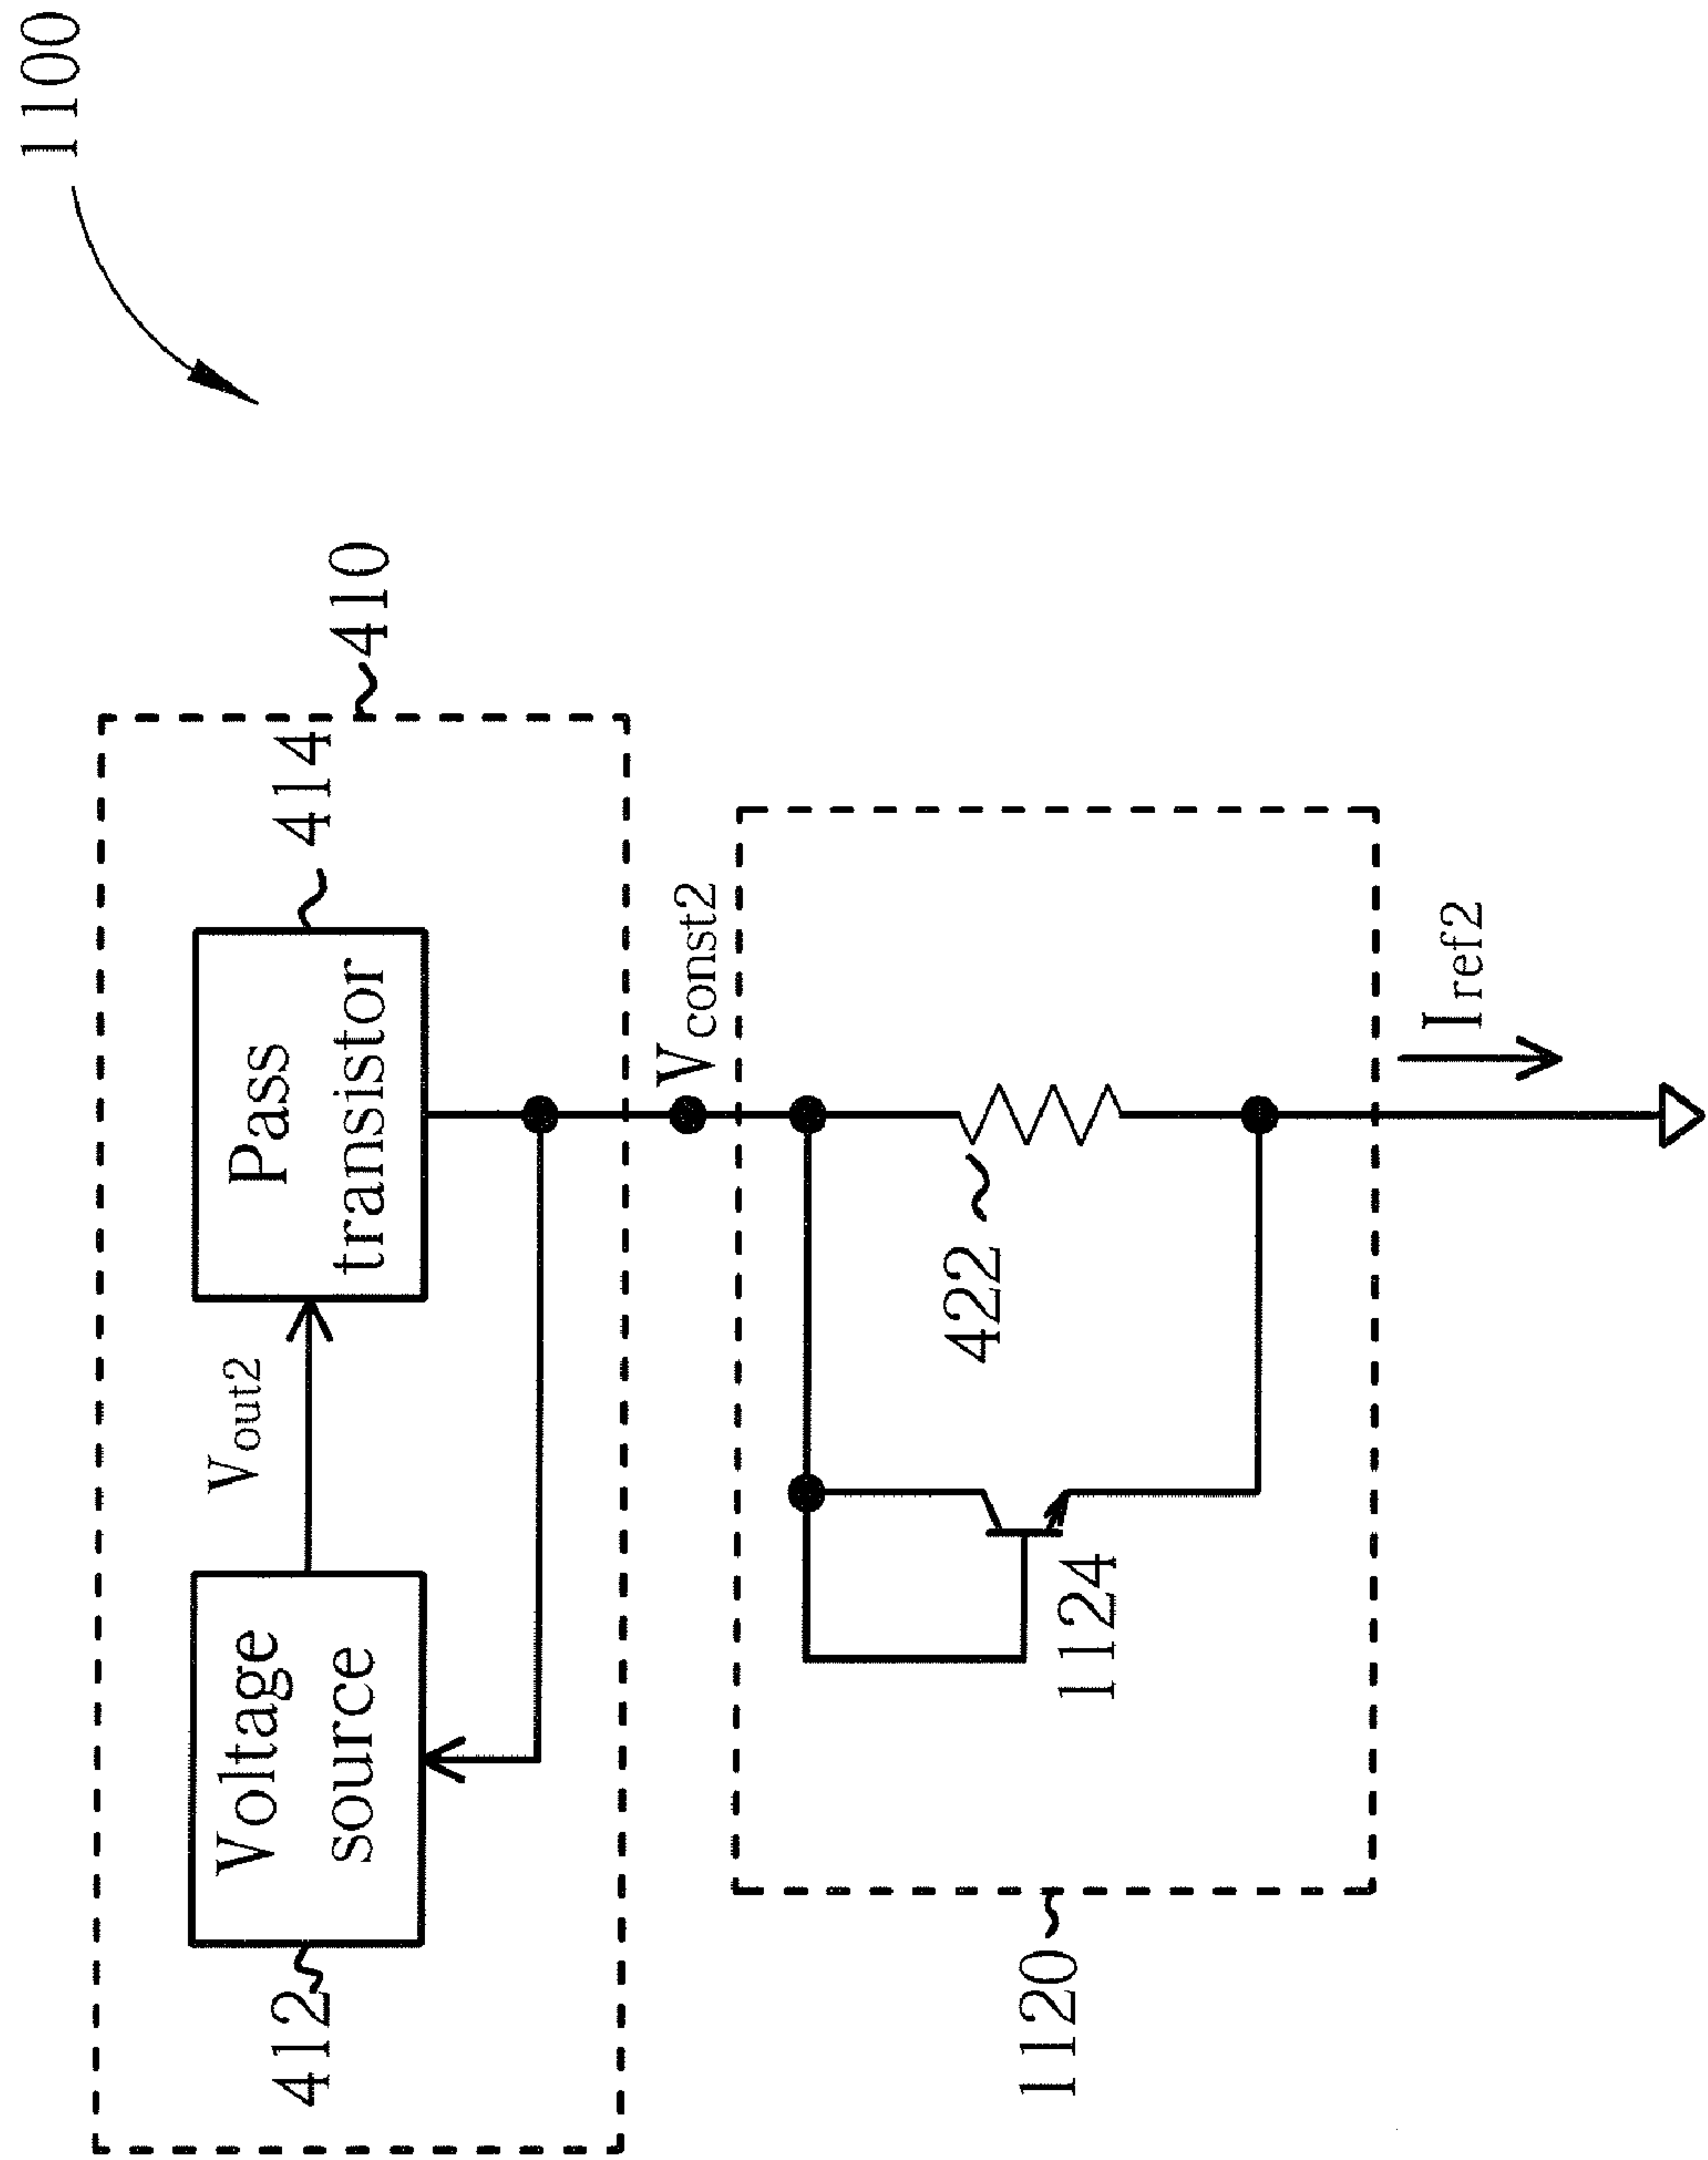 1100
410
414
Pass
transistor
Vout2
Voltage
source
412
Vconst2
422
1124
1120
Iref2